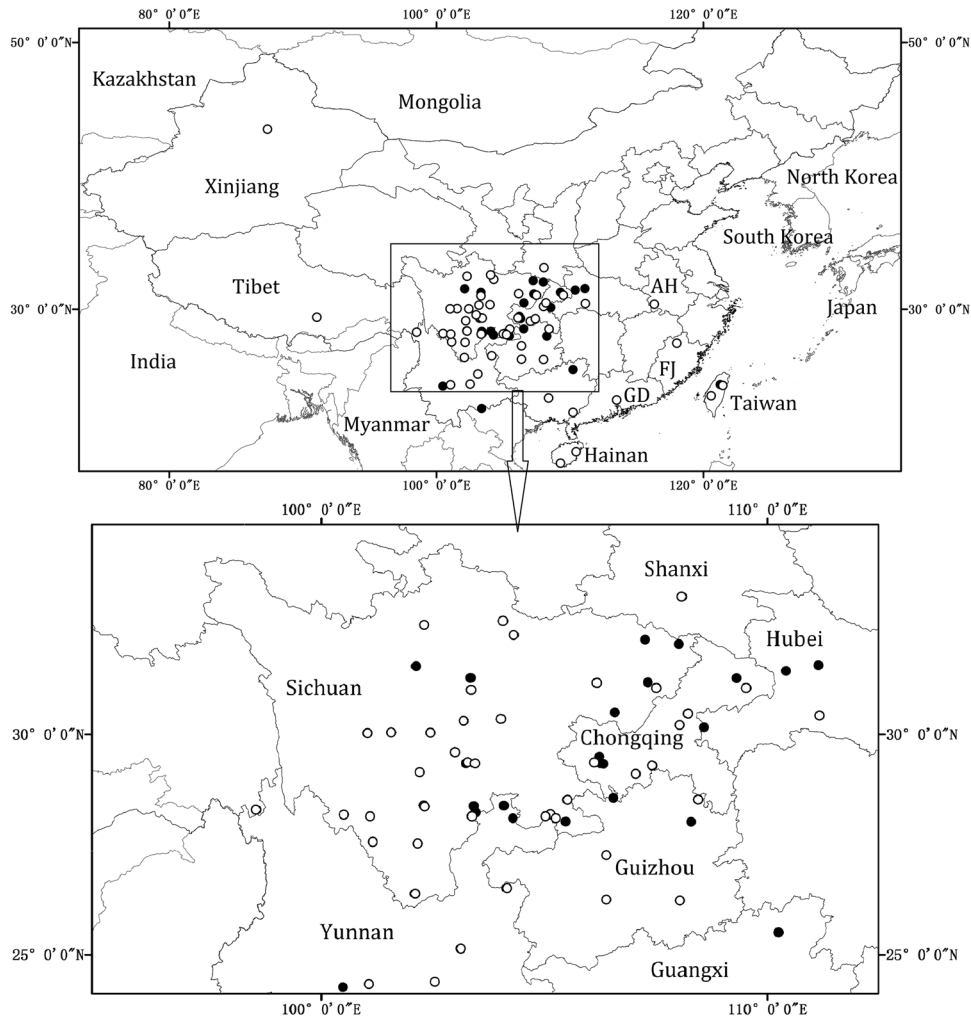 80° 0′0″E 100° 0′0″E 120° 0′0″E
50° 0′0″N 50° 0′0″N
Kazakhstan
Mongolia
North Korea
Xinjiang
South Korea
Tibet
AH
30° 0′0″N 30° 0′0″N
Japan
India
FJ
GD
Taiwan
Myanmar
Hainan
80° 0′0″E 100° 0′0″E 120° 0′0″E
100° 0′0″E 110° 0′0″E
Shanxi
Hubei
Sichuan
30° 0′0″N Chongqing 30° 0′0″N
Guizhou
Yunnan
25° 0′0″N 25° 0′0″N
Guangxi
100° 0′0″E 110° 0′0″E